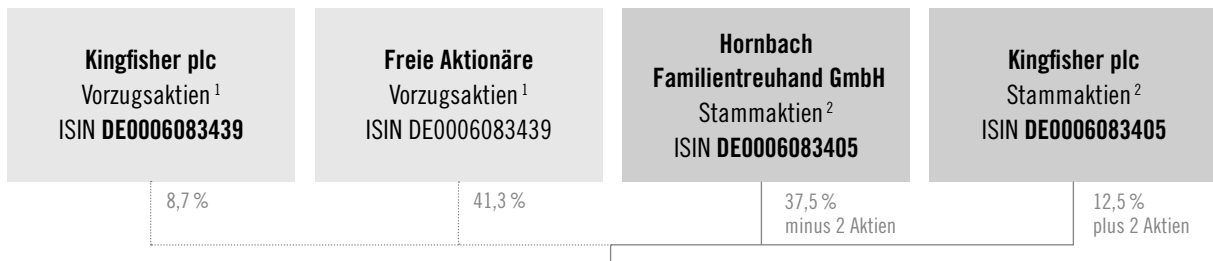 Kingfisher plc
Vorzugsaktien 1
ISIN DE0006083439
Freie Aktionäre
Vorzugsaktien 1
ISIN DE0006083439
Hornbach
Familientreuhand GmbH
Stammaktien 2
ISIN DE0006083405
Kingfisher plc
Stammaktien 2
ISIN DE0006083405
8,7 %
41,3 %
37,5 %
minus 2 Aktien
12,5 %
plus 2 Aktien